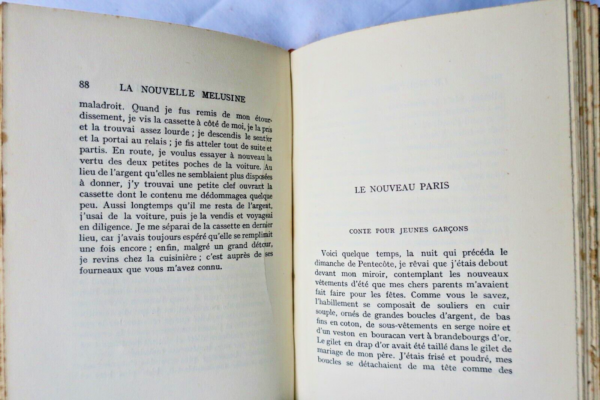 88 LA NOUVELLE MELUSINE
maladroit. Quand je fus remis de mon étour-
dissement, je vis la cassette à côté de moi, je la pris
et la trouvai assez lourde ; je descendis le sentier
et la portai au relais ; je fis atteler tout de suite et
partis. En route, je voulus essayer à nouveau la
vertu des deux petites poches de la voiture. Au
lieu de l'argent qu'elles ne semblaient plus disposées
à donner, j'y trouvai une petite clef ouvrant la
cassette dont le contenu me dédommagea quelque
peu. Aussi longtemps qu'il me resta de l'argent,
j'usai de la voiture, puis je la vendis et voyageai
en diligence. Je me séparai de la cassette en dernier
lieu, car j'avais toujours espéré qu'elle se remplirait
une fois encore ; enfin, malgré un grand détour,
je revins chez la cuisinière ; c'est auprès de ses
fourneaux que vous m'avez connu.
LE NOUVEAU PARIS
CONTE POUR JEUNES GARÇONS
Voici quelque temps, la nuit qui précéda le
dimanche de Pentecôte, je rêvai que j'étais debout
devant mon miroir, contemplant les nouveaux
vêtements d'été que mes chers parents m'avaient
fait faire pour les fêtes. Comme vous le savez,
l'habillement se composait de souliers en cuir
souple, ornés de grandes boucles d'argent, de bas
fins en coton, de sous-vêtements en serge noire et
d'un veston en bouracan vert à brandebourgs d'or.
Le gilet en drap d'or avait été taillé dans le gilet de
mariage de mon père. J'étais frisé et poudré, mes
boucles se détachaient de ma tête comme des